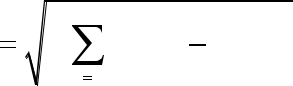 = √ ∑ −
=